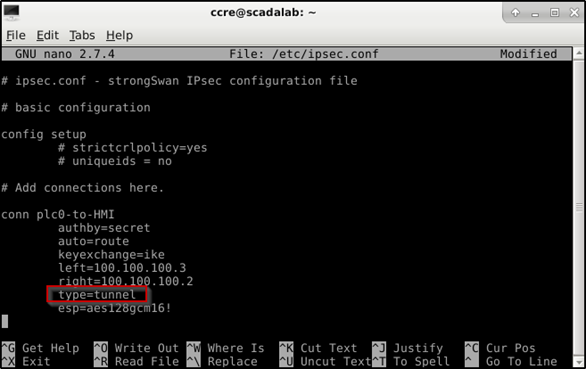 ccre@scadalab: ~
File Edit Tabs Help
GNU nano 2.7.4 File: /etc/ipsec.conf Modified
# ipsec.conf - strongSwan IPsec configuration file
# basic configuration
config setup
# strictcrlpolicy=yes
# uniqueids = no
# Add connections here.
conn plc0-to-HMI
authby=secret
auto=route
keyexchange=ike
left=100.100.100.3
right=100.100.100.2
type=tunnel
esp=aes128gcm16!
^G Get Help ^O Write Out ^W Where Is ^K Cut Text ^J Justify ^C Cur Pos
^X Exit ^R Read File ^\ Replace ^U Uncut Text ^T To Spell ^_ Go To Line